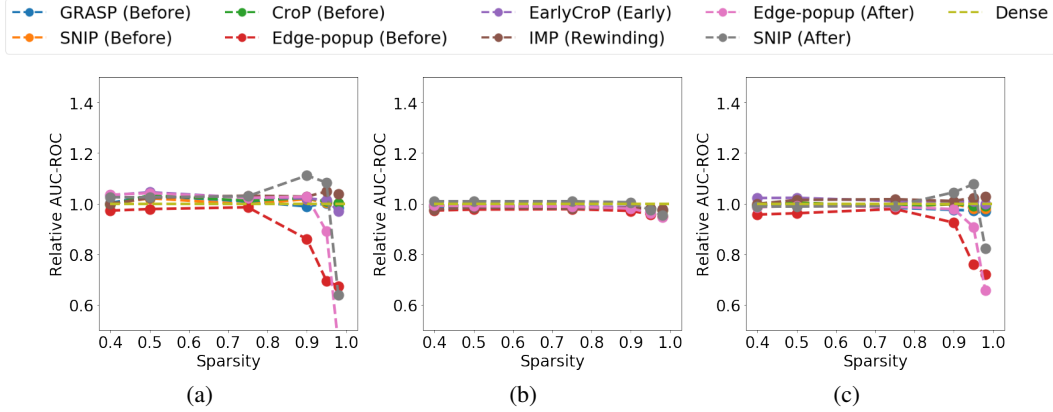 GRASP (Before) CroP (Before) EarlyCroP (Early) Edge-popup (After) Dense
SNIP (Before) Edge-popup (Before) IMP (Rewinding) SNIP (After)
Relative AUC-ROC
1.4
1.2
1.0
0.8
0.6
0.4 0.5 0.6 0.7 0.8 0.9 1.0
Sparsity
(a)
Relative AUC-ROC
1.4
1.2
1.0
0.8
0.6
0.4 0.5 0.6 0.7 0.8 0.9 1.0
Sparsity
(b)
Relative AUC-ROC
1.4
1.2
1.0
0.8
0.6
0.4 0.5 0.6 0.7 0.8 0.9 1.0
Sparsity
(c)